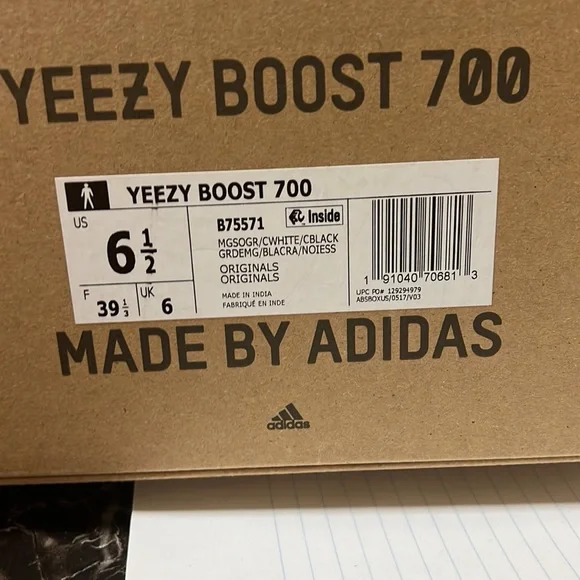 YEEZY BOOST 700
YEEZY BOOST 700
US
6 1/2
F
39 1/3
UK
6
B75571
Inside
MGSOGR/CWHITE/CBLACK
GRDEMG/BLACRA/NOIESS
ORIGINALS
ORIGINALS
MADE IN INDIA
FABRIQUÉ EN INDE
1 91040 70681 3
UPC PO# 129294979
ABSBOXUS/0517/V03
MADE BY ADIDAS
adidas